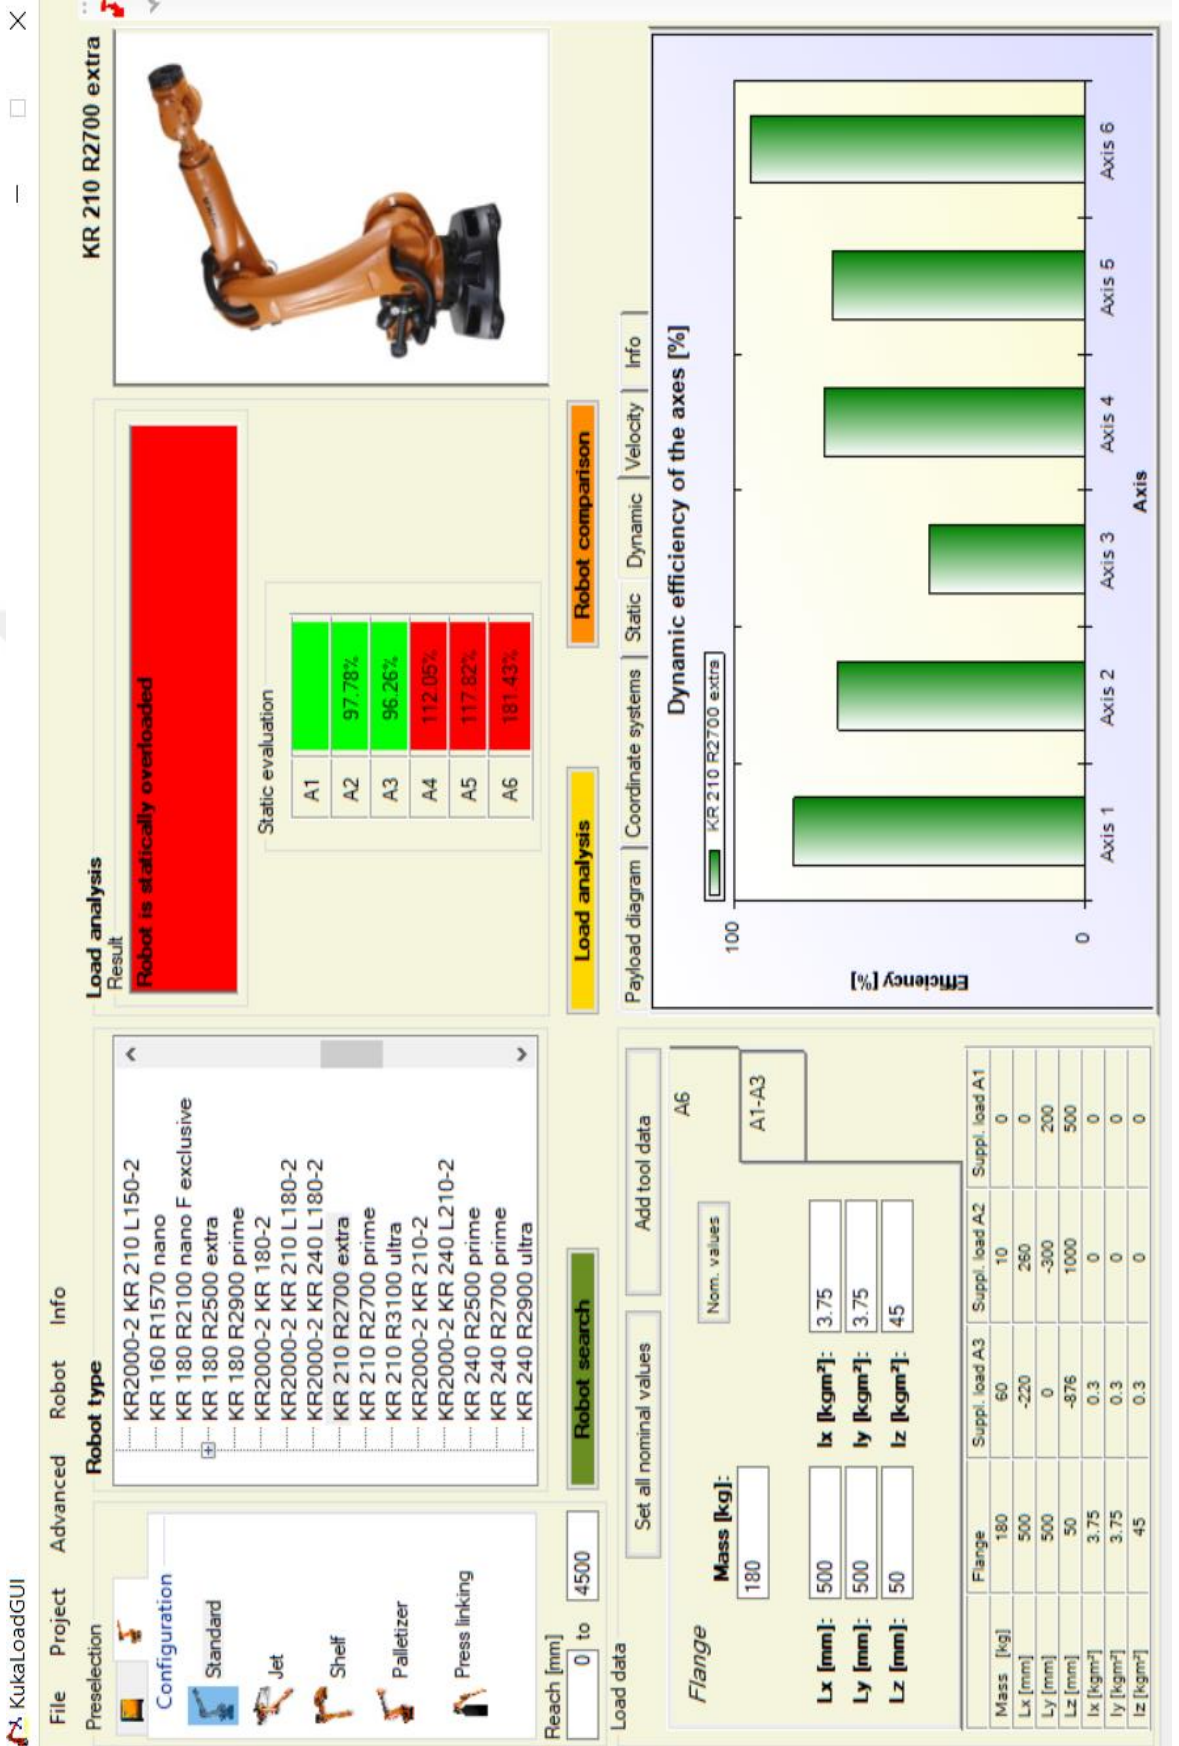 KukaLoadGUI
File Project Advanced Robot Info
Preselection
Configuration
Standard
Jet
Shelf
Palletizer
Press linking
Reach [mm]
0 to 4500
Robot type
KR2000-2 KR 210 L150-2
KR 160 R1570 nano
KR 180 R2100 nano F exclusive
KR 180 R2500 extra
KR 180 R2900 prime
KR2000-2 KR 180-2
KR2000-2 KR 210 L180-2
KR2000-2 KR 240 L180-2
KR 210 R2700 extra
KR 210 R2700 prime
KR 210 R3100 ultra
KR2000-2 KR 210-2
KR2000-2 KR 240 L210-2
KR 240 R2500 prime
KR 240 R2700 prime
KR 240 R2900 ultra
Robot search
Load analysis
Result
Robot is statically overloaded
Static evaluation
A1
A2 97.78%
A3 96.26%
A4 112.05%
A5 117.82%
A6 181.43%
Load analysis Robot comparison
KR 210 R2700 extra
Load data
Set all nominal values Add tool data
A6
A1-A3
Flange
Mass [kg]: Nom. values
180
Lx [mm]: 500 Ix [kgm²]: 3.75
Ly [mm]: 500 Iy [kgm²]: 3.75
Lz [mm]: 50 Iz [kgm²]: 45
Flange Suppl. load A3 Suppl. load A2 Suppl. load A1
Mass [kg] 180 60 10 0
Lx [mm] 500 -220 260 0
Ly [mm] 500 0 -300 200
Lz [mm] 50 -876 1000 500
Ix [kgm²] 3.75 0.3 0 0
Iy [kgm²] 3.75 0.3 0 0
Iz [kgm²] 45 0.3 0 0
Payload diagram Coordinate systems Static Dynamic Velocity Info
Dynamic efficiency of the axes [%]
KR 210 R2700 extra
100
Efficiency [%]
0
Axis 1 Axis 2 Axis 3 Axis 4 Axis 5 Axis 6
Axis